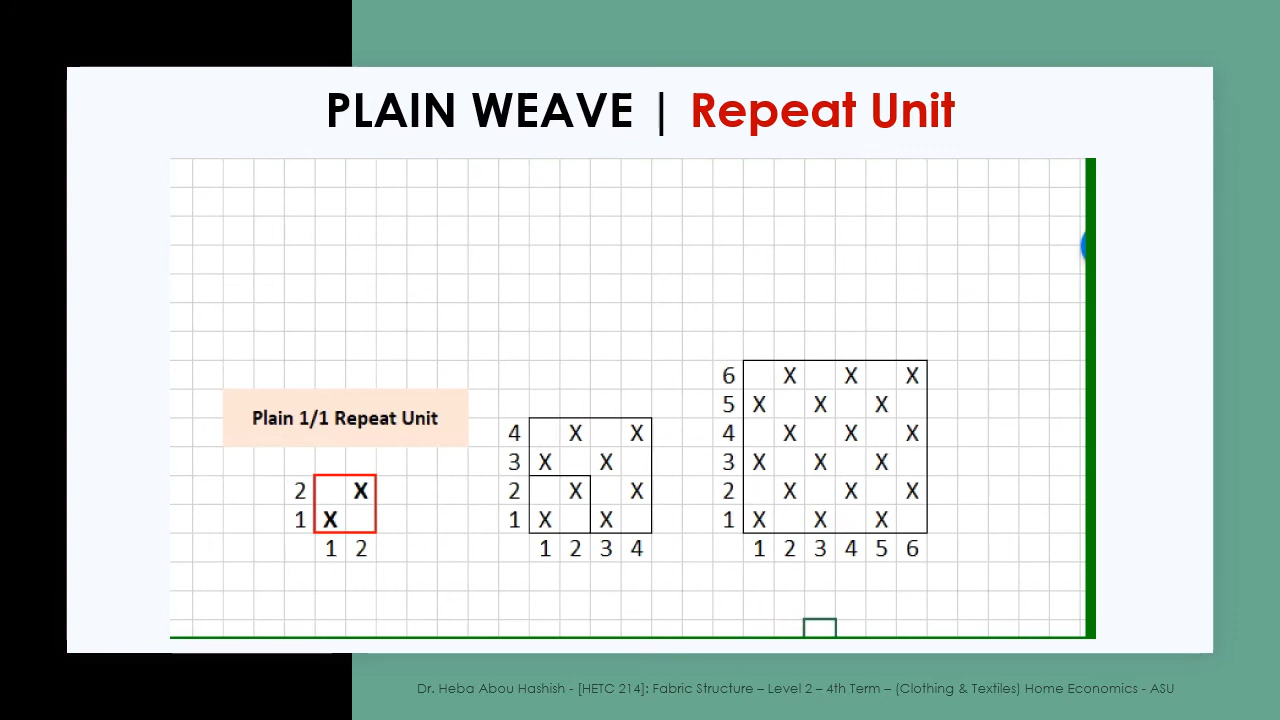 PLAIN WEAVE | Repeat Unit
Plain 1/1 Repeat Unit
2 X
1 X
1 2
4 X X
3 X X
2 X X
1 X X
1 2 3 4
6 X X X
5 X X X
4 X X X
3 X X X
2 X X X
1 X X X
1 2 3 4 5 6
Dr. Heba Abou Hashish - [HETC 214]: Fabric Structure – Level 2 – 4th Term – (Clothing & Textiles) Home Economics - ASU